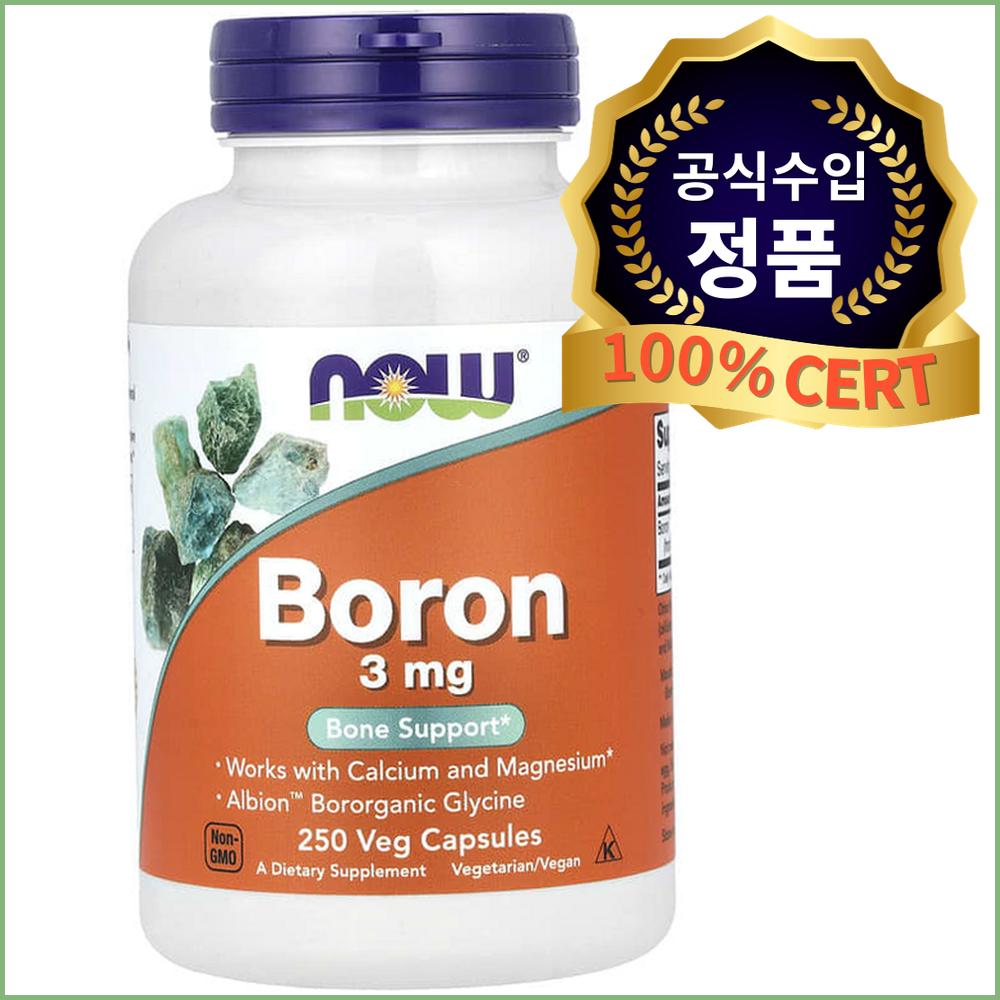 공식수입
정품
100% CERT
now®
Boron
3 mg
Bone Support*
• Works with Calcium and Magnesium*
• Albion™ Bororganic Glycine
250 Veg Capsules
Non-
GMO
A Dietary Supplement Vegetarian/Vegan
K